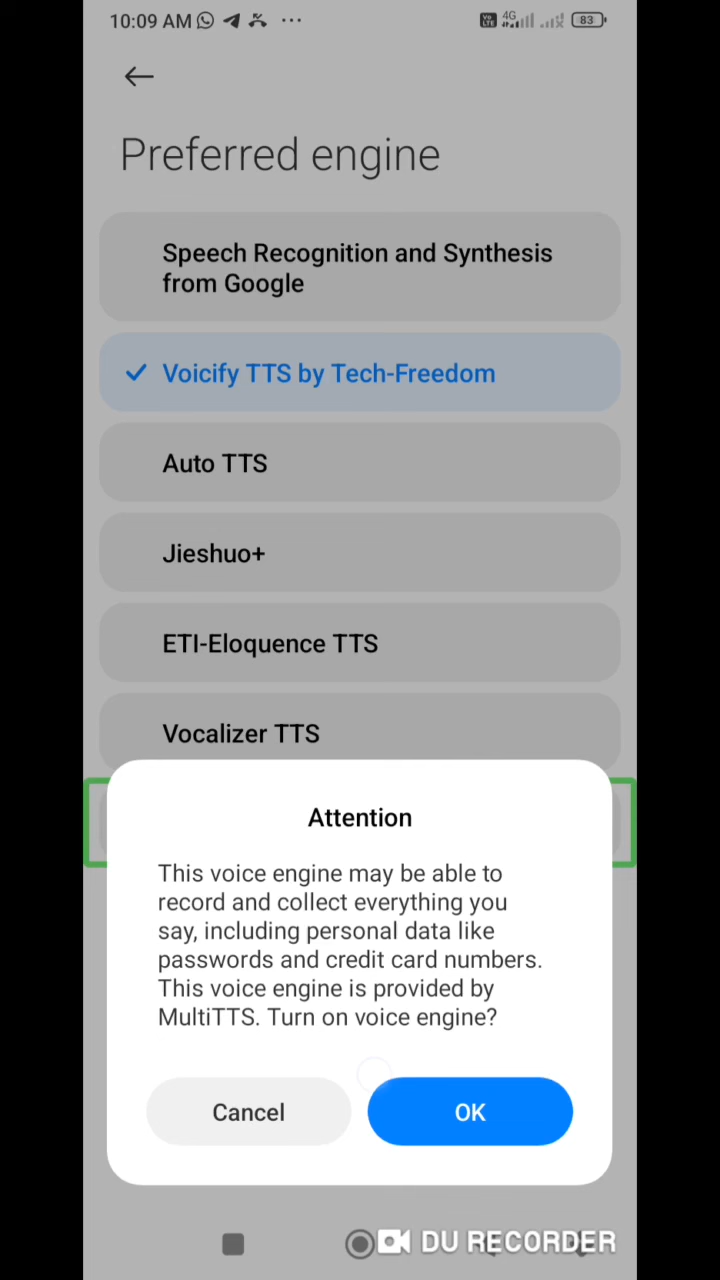 10:09 AM
Vo LTE 4G 83
Preferred engine
Speech Recognition and Synthesis
from Google
Voicify TTS by Tech-Freedom
Auto TTS
Jieshuo+
ETI-Eloquence TTS
Vocalizer TTS
Attention
This voice engine may be able to
record and collect everything you
say, including personal data like
passwords and credit card numbers.
This voice engine is provided by
MultiTTS. Turn on voice engine?
Cancel OK
DU RECORDER